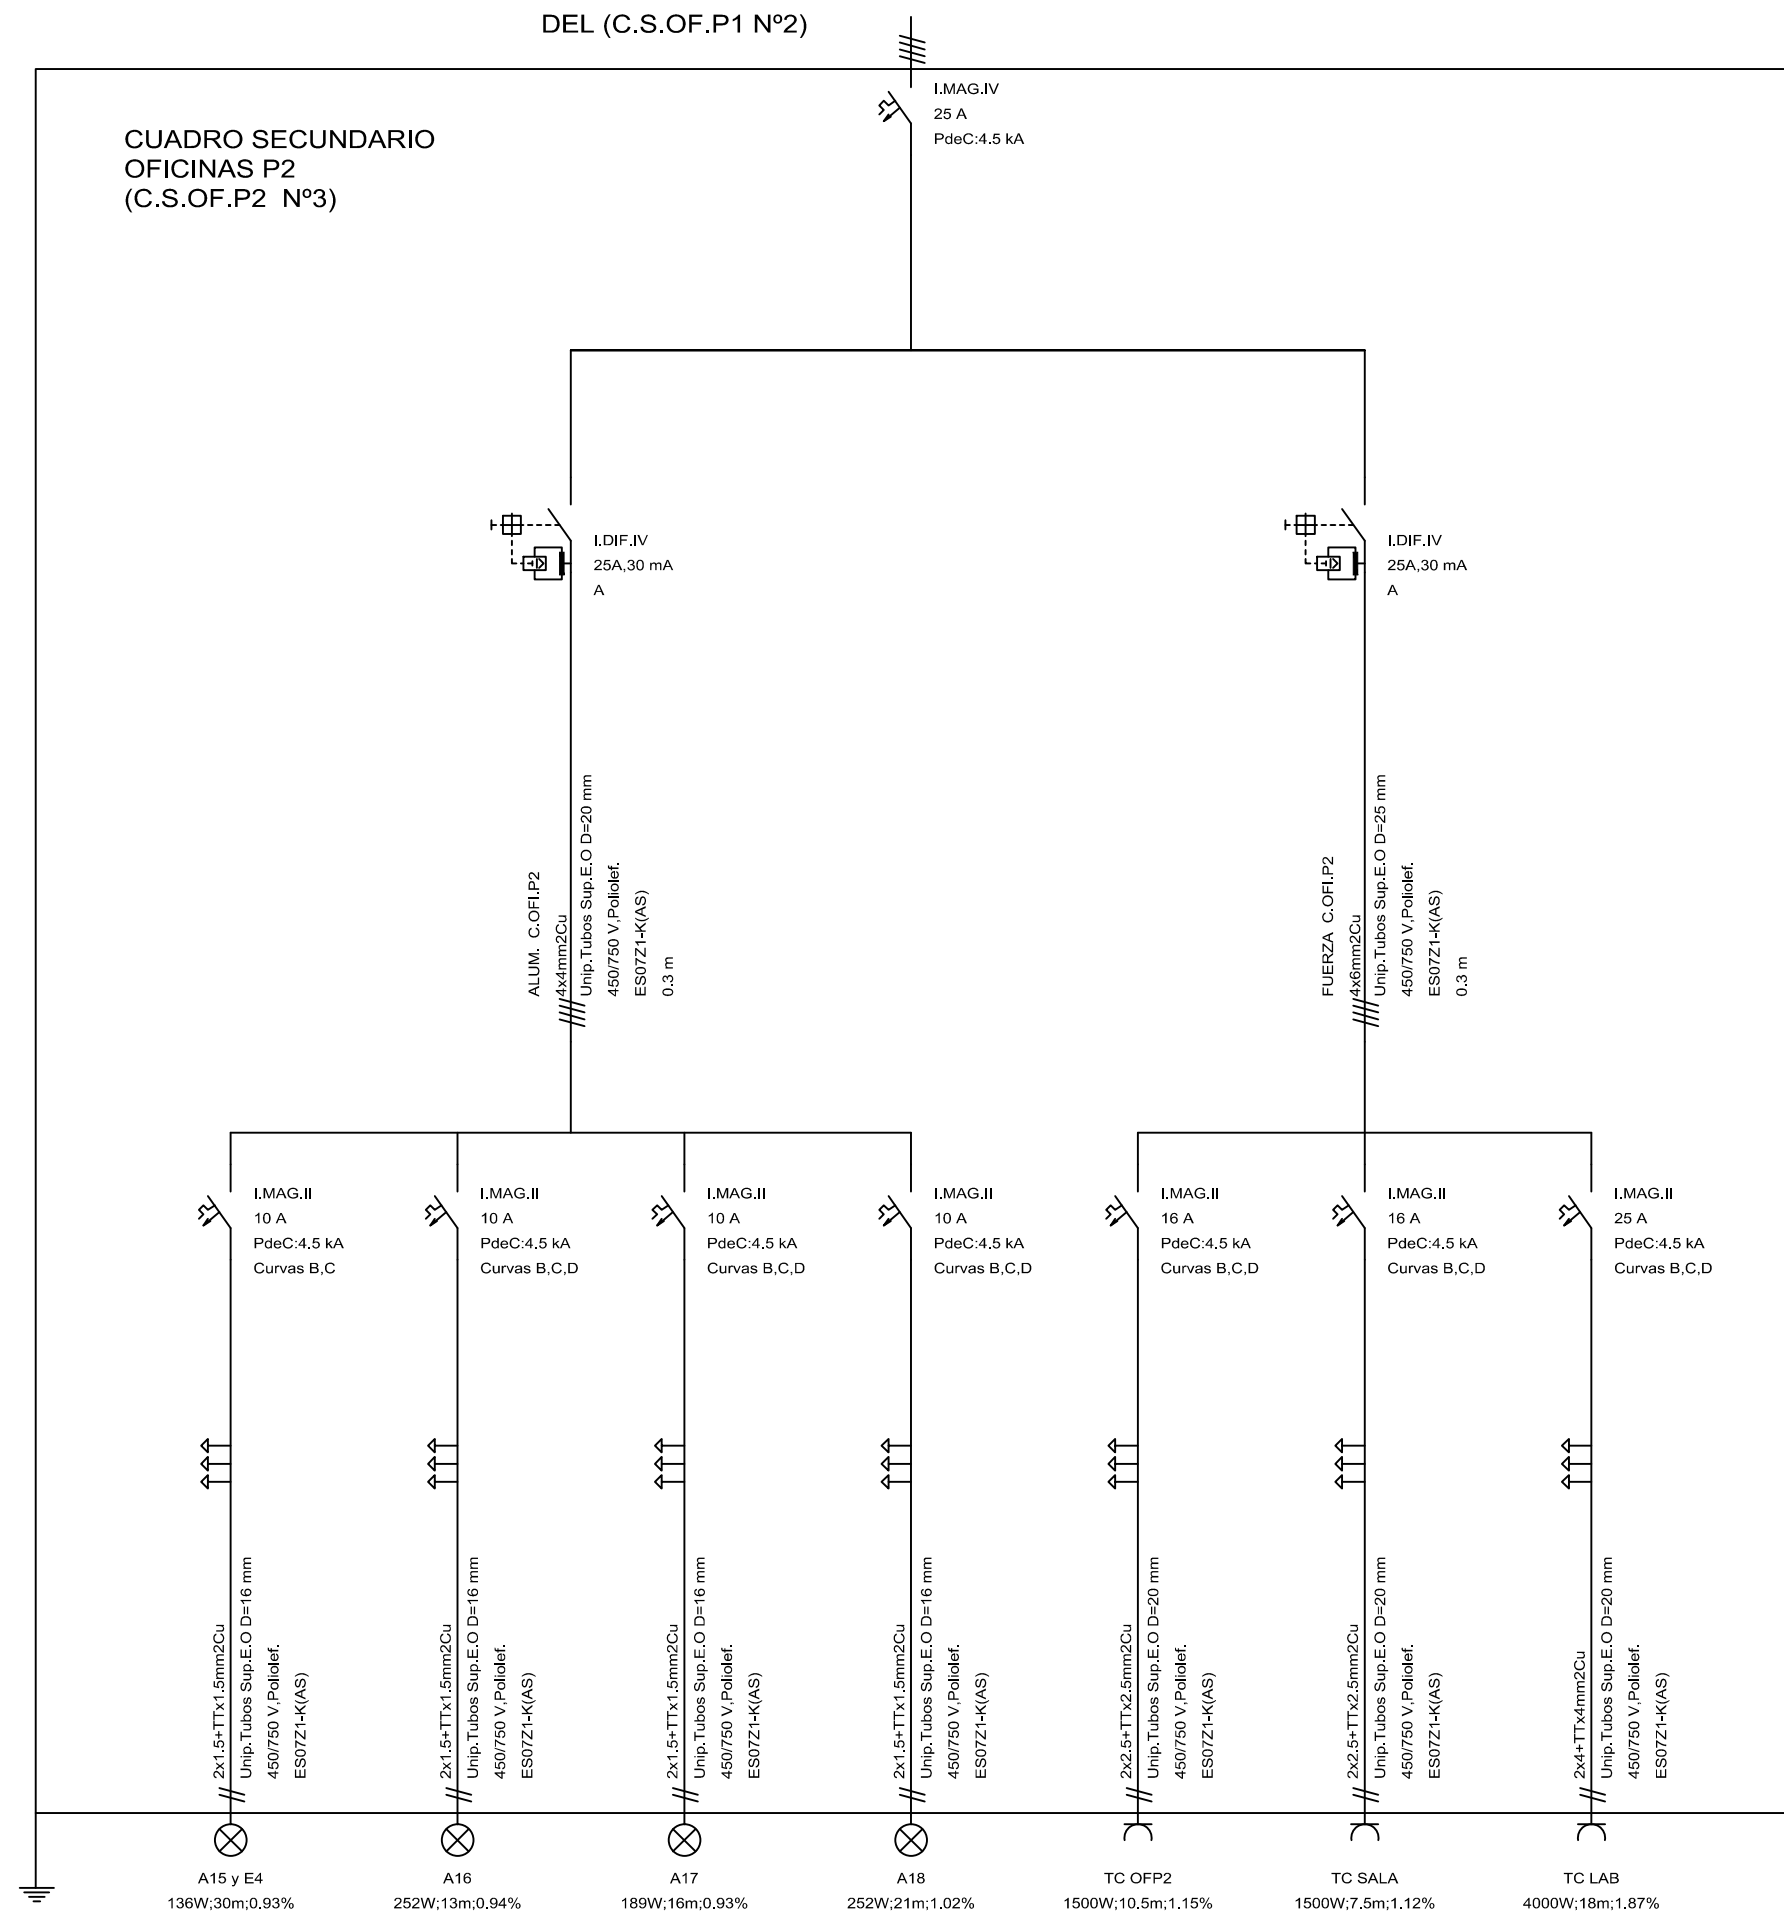 DEL (C.S.OF.P1 Nº2)
I.MAG.IV
25 A
PdeC:4.5 kA
CUADRO SECUNDARIO
OFICINAS P2
(C.S.OF.P2 Nº3)
I.DIF.IV
25A,30 mA
A
I.DIF.IV
25A,30 mA
A
ALUM. C.OFI.P2
4x4mm2Cu
Unip.Tubos Sup.E.O D=20 mm
450/750 V,Poliolef.
ES07Z1-K(AS)
0.3 m
FUERZA C.OFI.P2
4x6mm2Cu
Unip.Tubos Sup.E.O D=25 mm
450/750 V,Poliolef.
ES07Z1-K(AS)
0.3 m
I.MAG.II
10 A
PdeC:4.5 kA
Curvas B,C
I.MAG.II
10 A
PdeC:4.5 kA
Curvas B,C,D
I.MAG.II
10 A
PdeC:4.5 kA
Curvas B,C,D
I.MAG.II
10 A
PdeC:4.5 kA
Curvas B,C,D
I.MAG.II
16 A
PdeC:4.5 kA
Curvas B,C,D
I.MAG.II
16 A
PdeC:4.5 kA
Curvas B,C,D
I.MAG.II
25 A
PdeC:4.5 kA
Curvas B,C,D
2x1.5+TTx1.5mm2Cu
Unip.Tubos Sup.E.O D=16 mm
450/750 V,Poliolef.
ES07Z1-K(AS)
2x1.5+TTx1.5mm2Cu
Unip.Tubos Sup.E.O D=16 mm
450/750 V,Poliolef.
ES07Z1-K(AS)
2x1.5+TTx1.5mm2Cu
Unip.Tubos Sup.E.O D=16 mm
450/750 V,Poliolef.
ES07Z1-K(AS)
2x1.5+TTx1.5mm2Cu
Unip.Tubos Sup.E.O D=16 mm
450/750 V,Poliolef.
ES07Z1-K(AS)
2x2.5+TTx2.5mm2Cu
Unip.Tubos Sup.E.O D=20 mm
450/750 V,Poliolef.
ES07Z1-K(AS)
2x2.5+TTx2.5mm2Cu
Unip.Tubos Sup.E.O D=20 mm
450/750 V,Poliolef.
ES07Z1-K(AS)
2x4+TTx4mm2Cu
Unip.Tubos Sup.E.O D=20 mm
450/750 V,Poliolef.
ES07Z1-K(AS)
A15 y E4
136W;30m;0.93%
A16
252W;13m;0.94%
A17
189W;16m;0.93%
A18
252W;21m;1.02%
TC OFP2
1500W;10.5m;1.15%
TC SALA
1500W;7.5m;1.12%
TC LAB
4000W;18m;1.87%